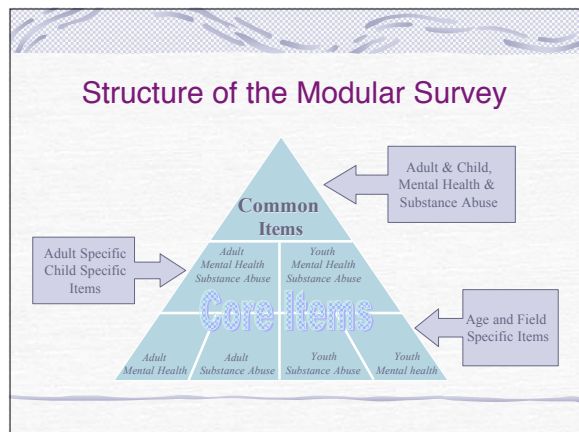 Structure of the Modular Survey
Adult & Child,
Mental Health &
Substance Abuse
Common
Items
Adult Specific
Child Specific
Items
Adult
Mental Health
Substance Abuse
Youth
Mental Health
Substance Abuse
Core Items
Age and Field
Specific Items
Adult
Mental Health
Adult
Substance Abuse
Youth
Substance Abuse
Youth
Mental health